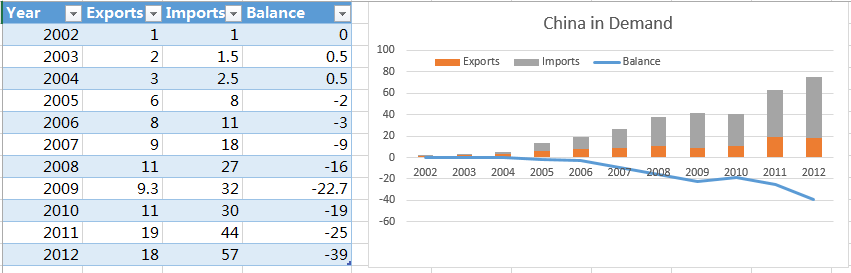 Year Exports Imports Balance
2002 1 1 0
2003 2 1.5 0.5
2004 3 2.5 0.5
2005 6 8 -2
2006 8 11 -3
2007 9 18 -9
2008 11 27 -16
2009 9.3 32 -22.7
2010 11 30 -19
2011 19 44 -25
2012 18 57 -39
China in Demand
100
80
Exports Imports Balance
60
40
20
0
2002 2003 2004 2005 2006 2007 2008 2009 2010 2011 2012
-20
-40
-60